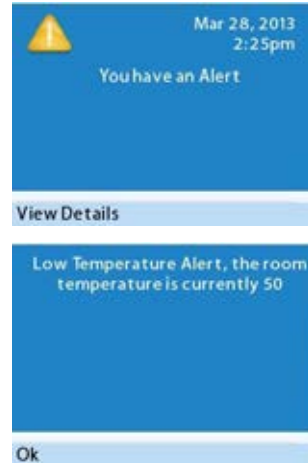 Mar 28, 2013
2:25pm
You have an Alert
View Details
Low Temperature Alert, the room
temperature is currently 50
Ok